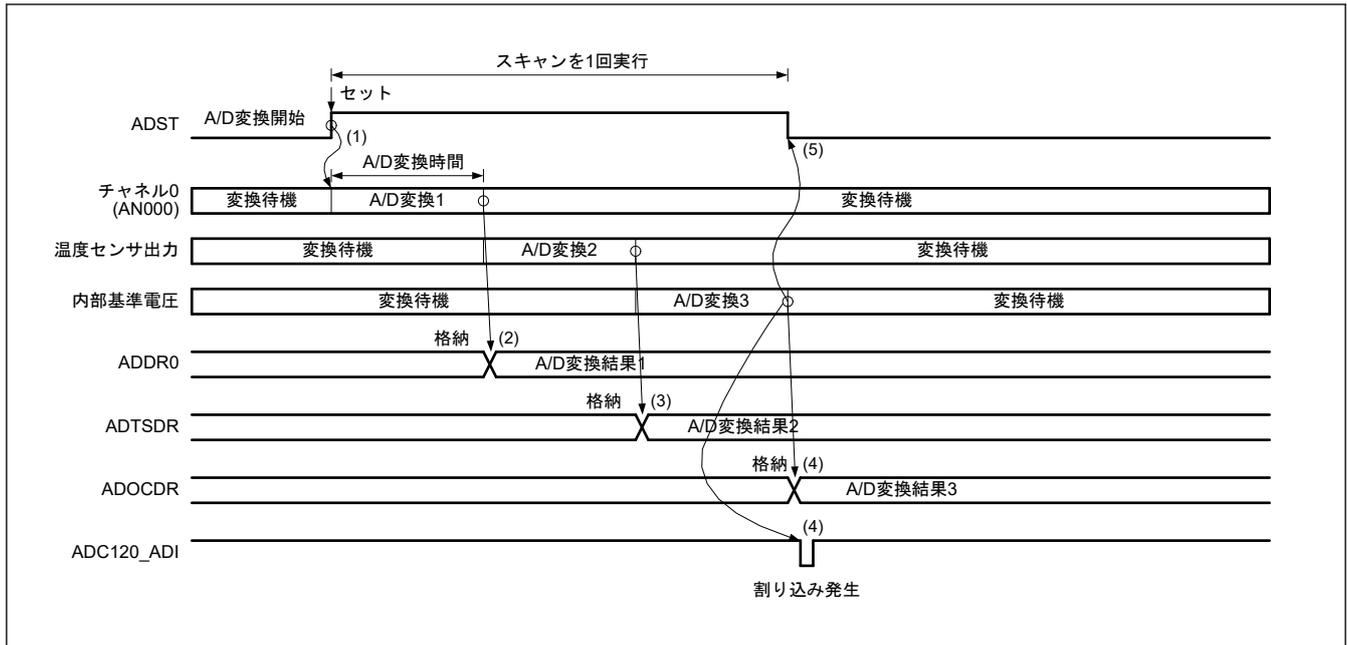 スキャンを1回実行
セット
ADST
A/D変換開始
(1)
(5)
A/D変換時間
チャネル0
(AN000)
変換待機
A/D変換1
変換待機
温度センサ出力
変換待機
A/D変換2
変換待機
内部基準電圧
変換待機
A/D変換3
変換待機
格納
(2)
ADDR0
A/D変換結果1
格納
(3)
ADTSDR
A/D変換結果2
格納
(4)
ADOCDR
A/D変換結果3
(4)
ADC120_ADI
割り込み発生